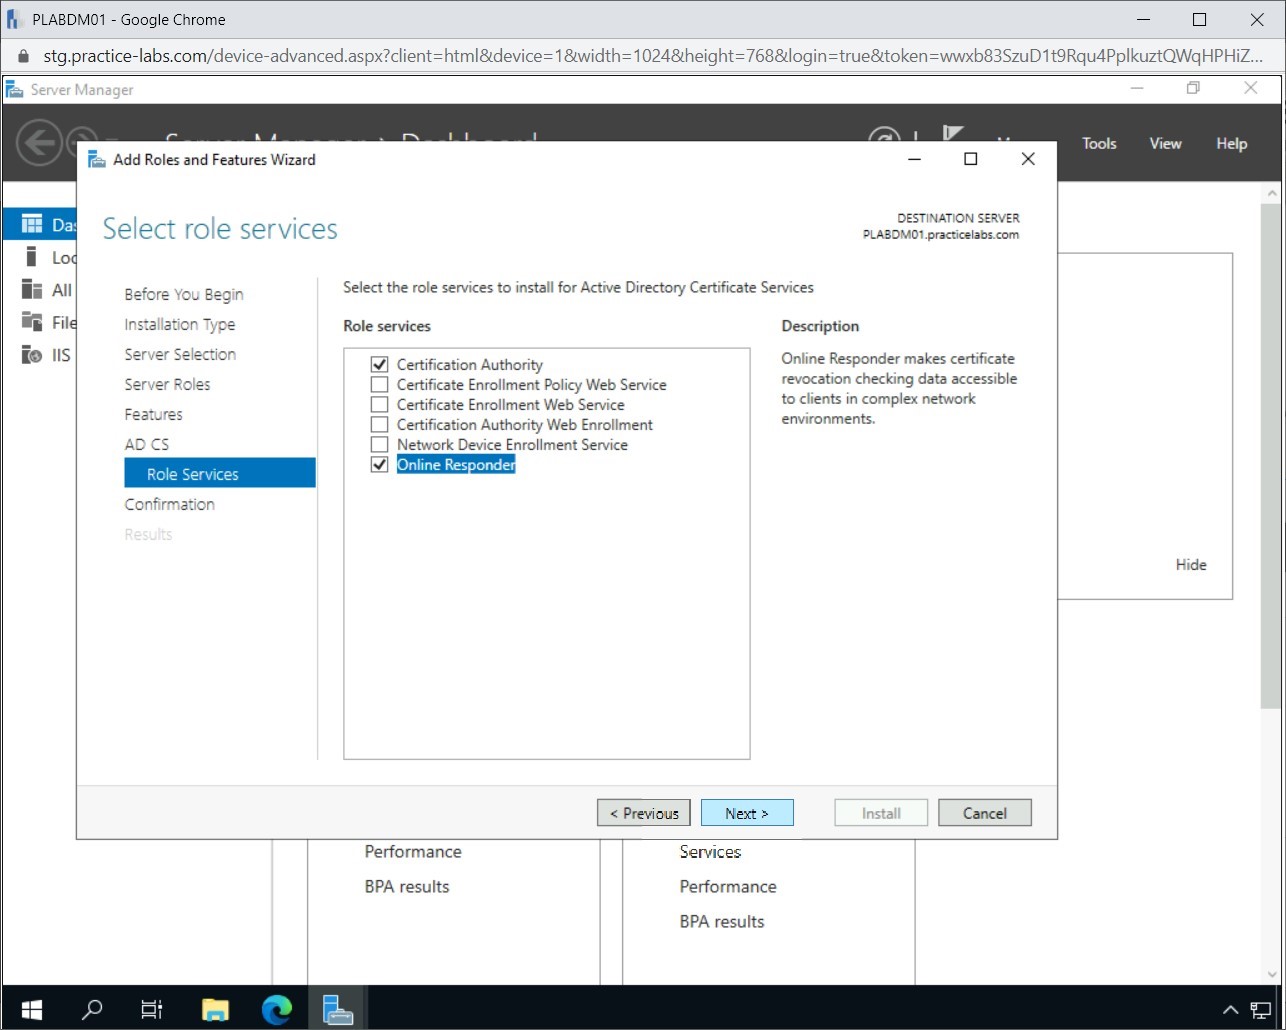 PLABDM01 - Google Chrome
stg.practice-labs.com/device-advanced.aspx?client=html&device=1&width=1024&height=768&login=true&token=wwxb83SzuD1t9Rqu4PplkuztQWqHPHiZ...
Server Manager
Tools View Help
Add Roles and Features Wizard
Select role services
DESTINATION SERVER
PLABDM01.practicelabs.com
Das
Loc
All
File
IIS
Before You Begin
Installation Type
Server Selection
Server Roles
Features
AD CS
Role Services
Confirmation
Results
Select the role services to install for Active Directory Certificate Services
Role services
Certification Authority
Certificate Enrollment Policy Web Service
Certificate Enrollment Web Service
Certification Authority Web Enrollment
Network Device Enrollment Service
Online Responder
Description
Online Responder makes certificate
revocation checking data accessible
to clients in complex network
environments.
Hide
< Previous Next > Install Cancel
Performance
BPA results
Services
Performance
BPA results